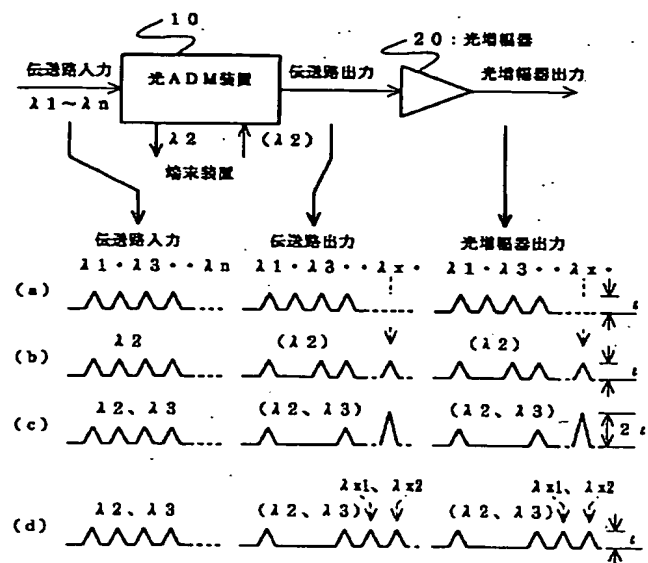 10
20:光増幅器
伝送路入力
光ADM装置
伝送路出力
光増幅器出力
λ1~λn
λ2
(λ2)
端末装置
伝送路入力
伝送路出力
光増幅器出力
λ1・λ3・・λn
λ1・λ3・・λx・
λ1・λ3・・λx・
(a)
(b)
λ2
(λ2)
(λ2)
(c)
λ2、λ3
(λ2、λ3)
(λ2、λ3)
2
λx1、λx2
λx1、λx2
(d)
λ2、λ3
(λ2、λ3)
(λ2、λ3)